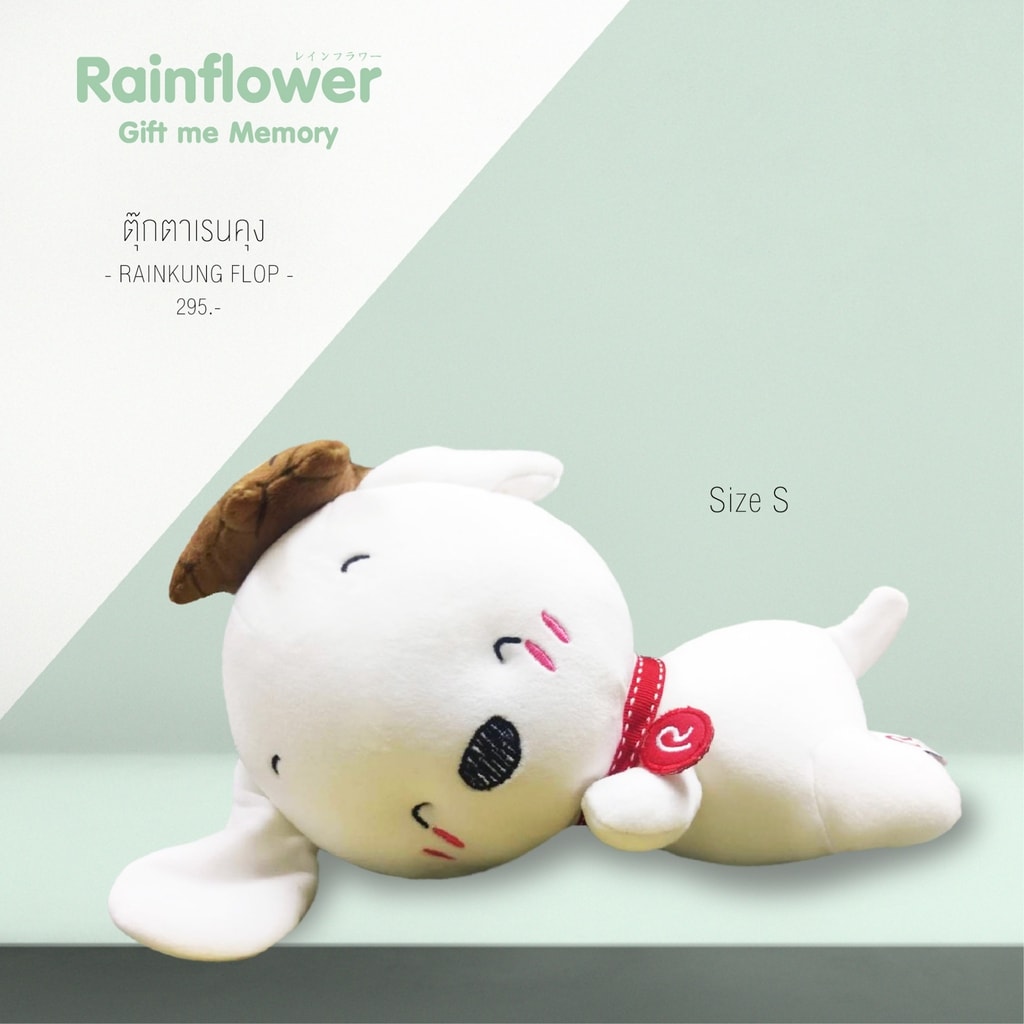 レインフラワー
Rainflower
Gift me Memory
ตุ๊กตาเรนคุง
- RAINKUNG FLOP -
295.-
Size S
R